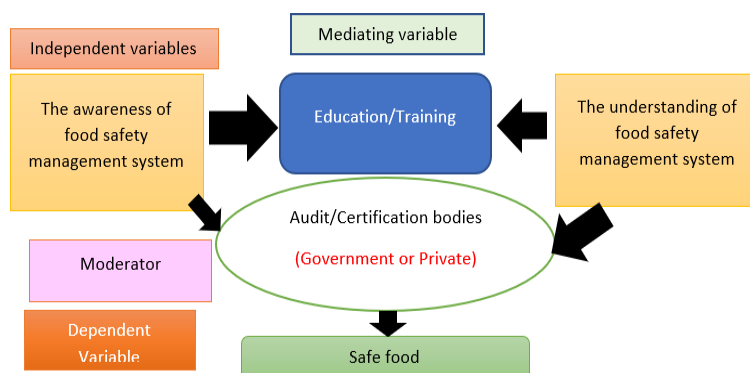 Independent variables
Mediating variable
The awareness of
food safety
management system
Education/Training
The understanding of
food safety
management system
Audit/Certification bodies
(Government or Private)
Moderator
Dependent
Variable
Safe food